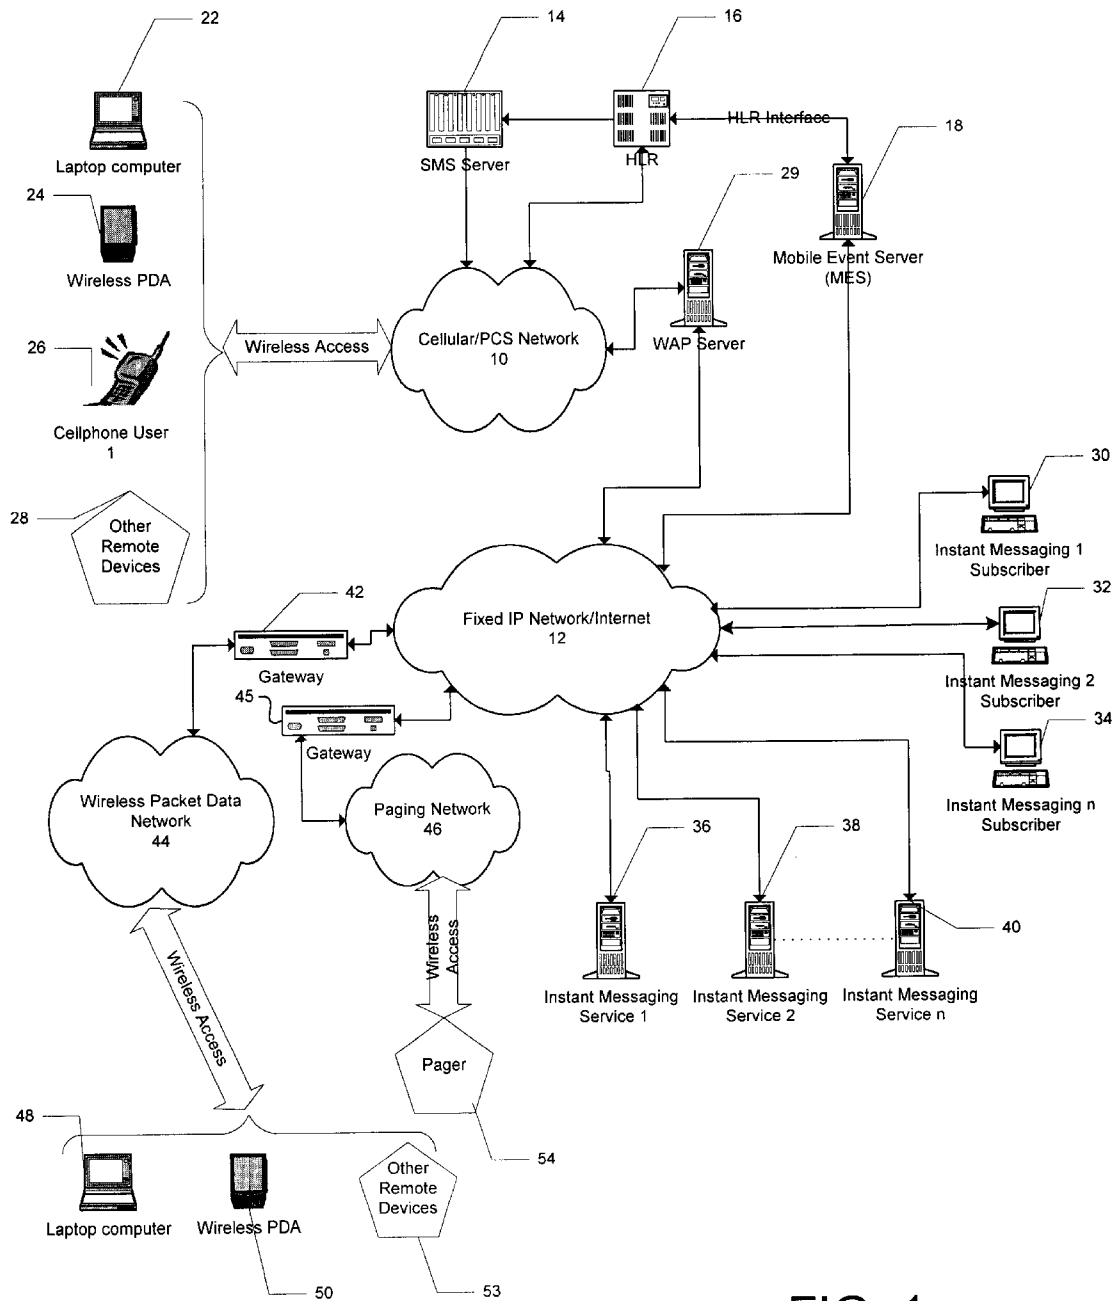 22
14
16
Laptop computer
SMS Server
HLR
HLR Interface
18
24
29
Wireless PDA
Mobile Event Server
(MES)
26
Wireless Access
Cellular/PCS Network
10
WAP Server
Cellphone User
1
30
28
Other
Remote
Devices
Instant Messaging 1
Subscriber
42
Fixed IP Network/Internet
12
32
Gateway
45
Instant Messaging 2
Subscriber
34
Gateway
Wireless Packet Data
Network
44
Paging Network
46
Instant Messaging n
Subscriber
36
38
40
Wireless Access
Wireless
Access
Instant Messaging
Service 1
Instant Messaging
Service 2
Instant Messaging
Service n
Pager
48
54
Laptop computer
Wireless PDA
Other
Remote
Devices
50
53